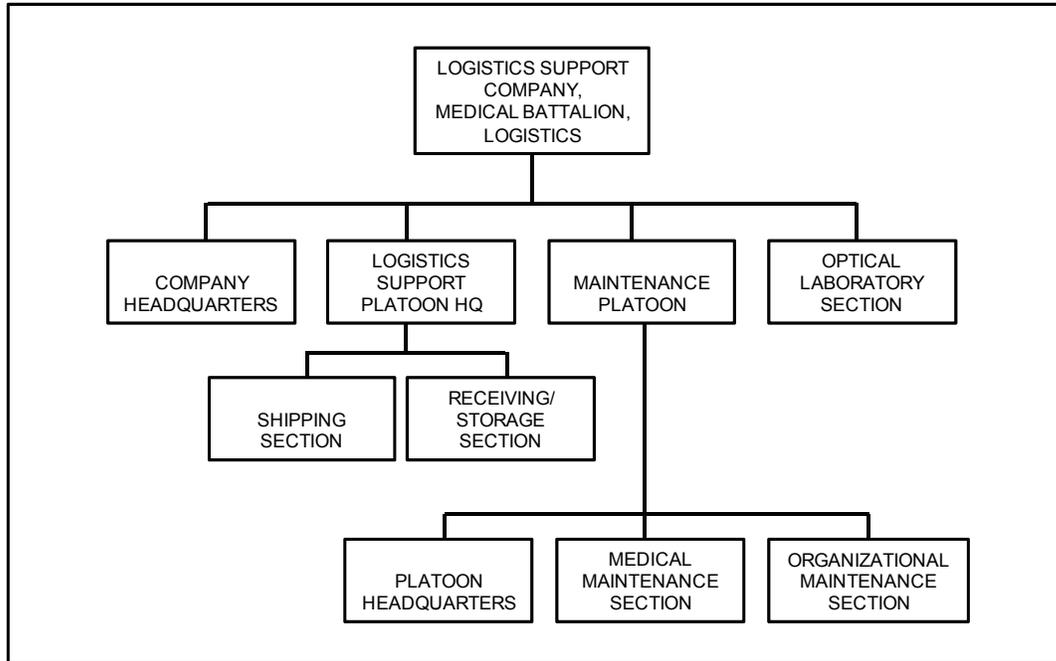 LOGISTICS SUPPORT
COMPANY,
MEDICAL BATTALION,
LOGISTICS
COMPANY
HEADQUARTERS
LOGISTICS
SUPPORT
PLATOON HQ
MAINTENANCE
PLATOON
OPTICAL
LABORATORY
SECTION
SHIPPING
SECTION
RECEIVING/
STORAGE
SECTION
PLATOON
HEADQUARTERS
MEDICAL
MAINTENANCE
SECTION
ORGANIZATIONAL
MAINTENANCE
SECTION